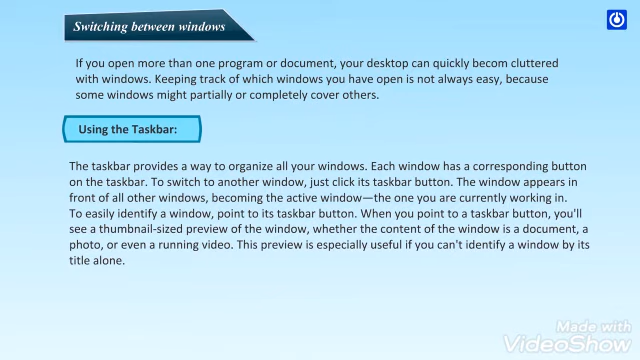 Switching between windows
If you open more than one program or document, your desktop can quickly becom cluttered
with windows. Keeping track of which windows you have open is not always easy, because
some windows might partially or completely cover others.
Using the Taskbar:
The taskbar provides a way to organize all your windows. Each window has a corresponding button
on the taskbar. To switch to another window, just click its taskbar button. The window appears in
front of all other windows, becoming the active window—the one you are currently working in.
To easily identify a window, point to its taskbar button. When you point to a taskbar button, you'll
see a thumbnail-sized preview of the window, whether the content of the window is a document, a
photo, or even a running video. This preview is especially useful if you can't identify a window by its
title alone.
Made with
VideoShow